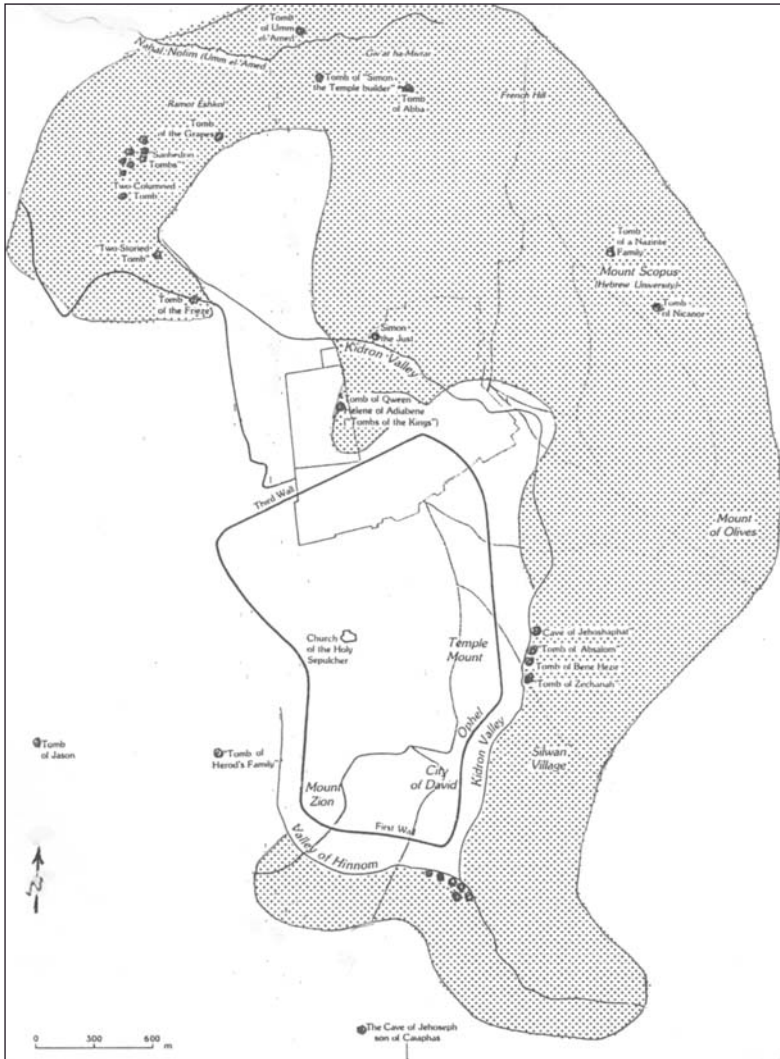 Tomb
of Umm
el-'Amed
Nahal Nohim (Umm el-'Amed
Giv'at ha-Mivtar
Tomb of "Simon
the Temple builder"
Tomb
of Abba
French Hill
Ramot Eshkol
Tomb
of the Grapes
"Sanhedrin
Tombs"
Two-Columned
"Tomb"
"Two-Storied
Tomb"
Tomb
of the Frieze
Tomb
of a Nazirite
Family
Mount Scopus
(Hebrew University)
Tomb
of Nicanor
Simon
the Just
Kidron Valley
Tomb of Qween
Helene of Adiabene
("Tombs of the Kings")
Third Wall
Mount
of Olives
Church
of the Holy
Sepulcher
Temple
Mount
"Cave of Jehoshaphat"
"Tomb of Absalom"
Tomb of Bene Hezir
"Tomb of Zechariah"
Tomb
of Jason
"Tomb of
Herod's Family"
Ophel
Kidron Valley
Silwan
Village
Mount
Zion
City
of David
First Wall
Valley of Hinnom
N
0 300 600
m
The Cave of Jehoseph
son of Caiaphas